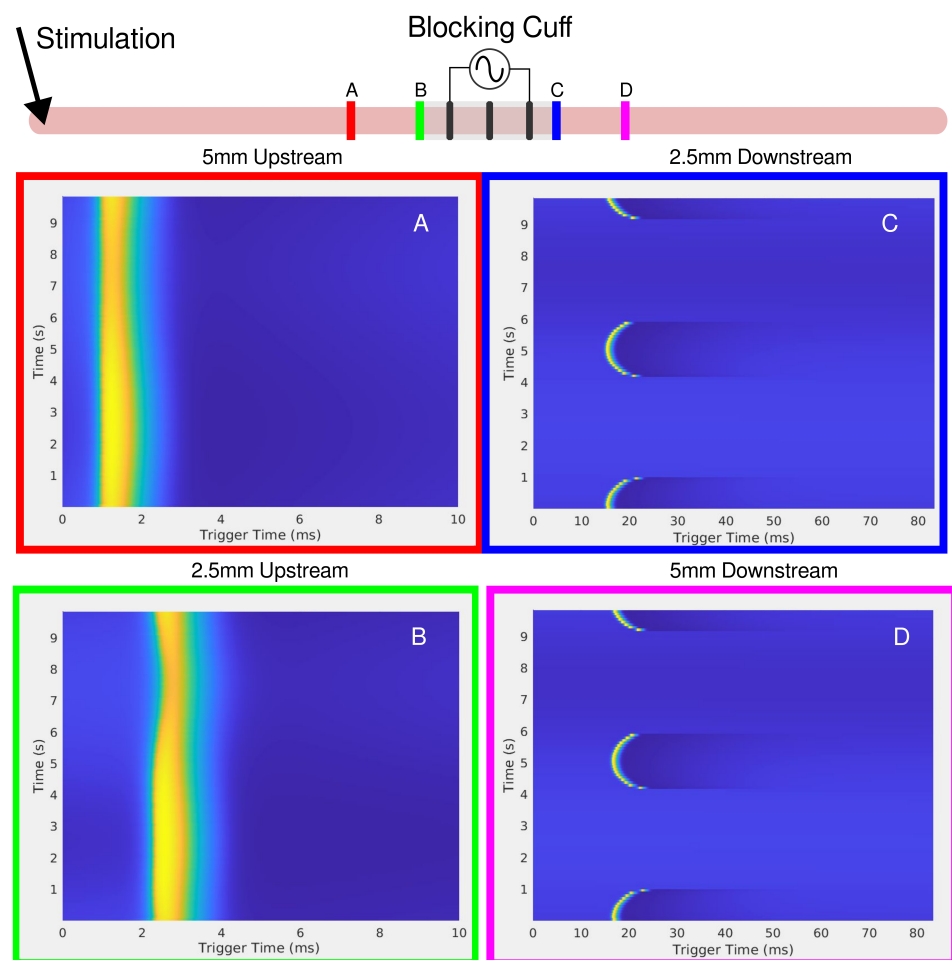 Stimulation
Blocking Cuff
A
B
C
D
5mm Upstream
2.5mm Downstream
A
9
8
7
6
5
4
3
2
1
Time (s)
0 2 4 6 8 10
Trigger Time (ms)
C
9
8
7
6
5
4
3
2
1
Time (s)
0 10 20 30 40 50 60 70 80
Trigger Time (ms)
2.5mm Upstream
5mm Downstream
B
9
8
7
6
5
4
3
2
1
Time (s)
0 2 4 6 8 10
Trigger Time (ms)
D
9
8
7
6
5
4
3
2
1
Time (s)
0 10 20 30 40 50 60 70 80
Trigger Time (ms)